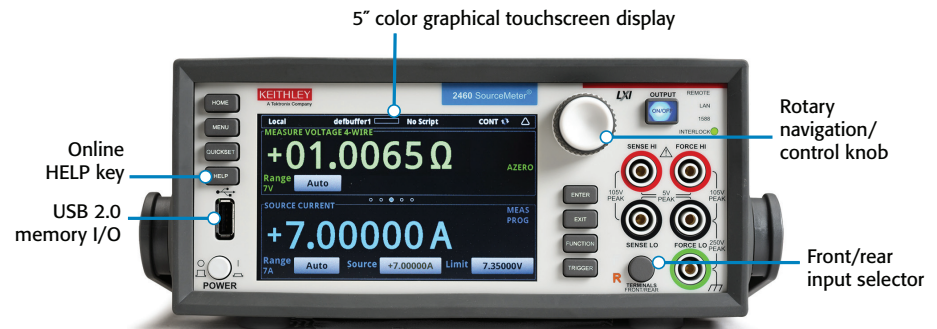 5″ color graphical touchscreen display
Online
HELP key
USB 2.0
memory I/O
Rotary
navigation/
control knob
Front/rear
input selector
HOME
MENU
QUICKSET
HELP
POWER
KEITHLEY
A Tektronix Company
2460 SourceMeter®
Local defbuffer1 No Script CONT
MEASURE VOLTAGE 4-WIRE
+01.0065 Ω
AZERO
Range
7V Auto
SOURCE CURRENT
MEAS
PROG
+7.00000 A
Range
7A Auto Source +7.00000A Limit 7.35000V
LXI
OUTPUT
ON/OFF
REMOTE
LAN
1588
INTERLOCK
SENSE HI FORCE HI
105V
PEAK
5V
PEAK
105V
PEAK
SENSE LO FORCE LO
250V
PEAK
ENTER
EXIT
FUNCTION
TRIGGER
R
TERMINALS
FRONT/REAR